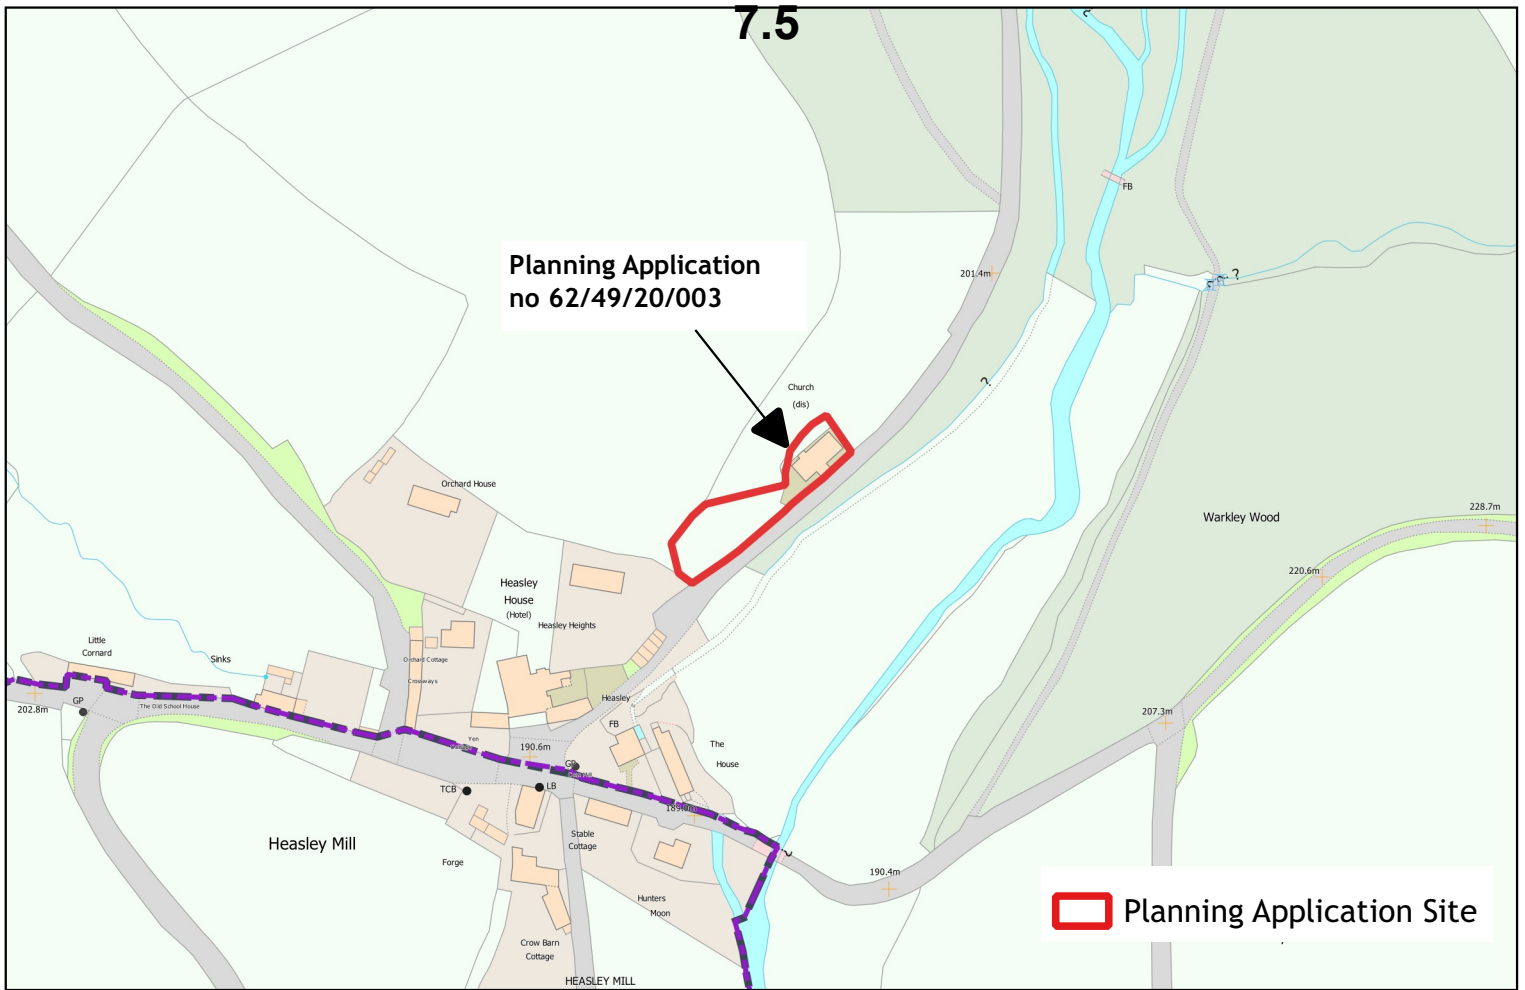 7.5
FB
201.4m
Planning Application
no 62/49/20/003
Church
(dis)
Orchard House
Warkley Wood
228.7m
220.6m
Heasley
House
(Hotel)
Heasley Heights
Little
Cornard
Sinks
Orchard Cottage
Crossways
Heasley
GP
202.8m
The Old School House
FB
207.3m
190.6m
The
House
GP
TCB
LB
Stable
Cottage
Heasley Mill
Forge
190.4m
Hunters
Moon
Crow Barn
Cottage
HEASLEY MILL
Planning Application Site